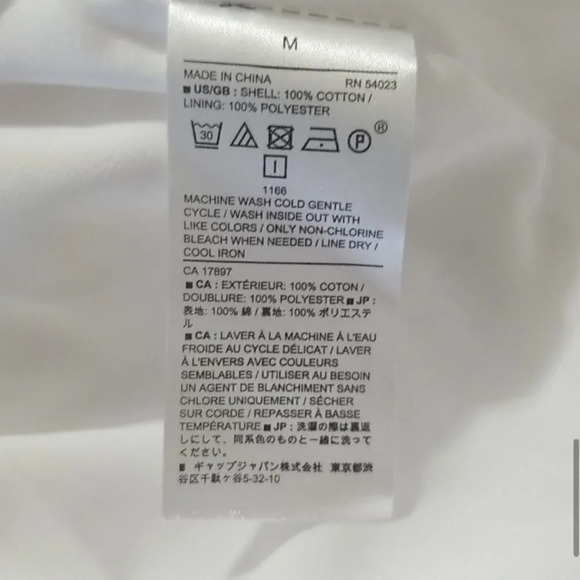 M
MADE IN CHINA RN 54023
■ US/GB : SHELL: 100% COTTON /
LINING: 100% POLYESTER
30 P ®
I
1166
MACHINE WASH COLD GENTLE
CYCLE / WASH INSIDE OUT WITH
LIKE COLORS / ONLY NON-CHLORINE
BLEACH WHEN NEEDED / LINE DRY /
COOL IRON
CA 17897
■ CA : EXTÉRIEUR: 100% COTON /
DOUBLURE: 100% POLYESTER ■ JP :
表地: 100% 綿 / 裏地: 100% ポリエステ
ル
■ CA : LAVER À LA MACHINE À L'EAU
FROIDE AU CYCLE DÉLICAT / LAVER
À L'ENVERS AVEC COULEURS
SEMBLABLES / UTILISER AU BESOIN
UN AGENT DE BLANCHIMENT SANS
CHLORE UNIQUEMENT / SÉCHER
SUR CORDE / REPASSER À BASSE
TEMPÉRATURE ■ JP : 洗濯の際は裏返
しにして、同系色のものと一緒に洗って
ください。
■ ギャップジャパン株式会社 東京都渋
谷区千駄ヶ谷5-32-10